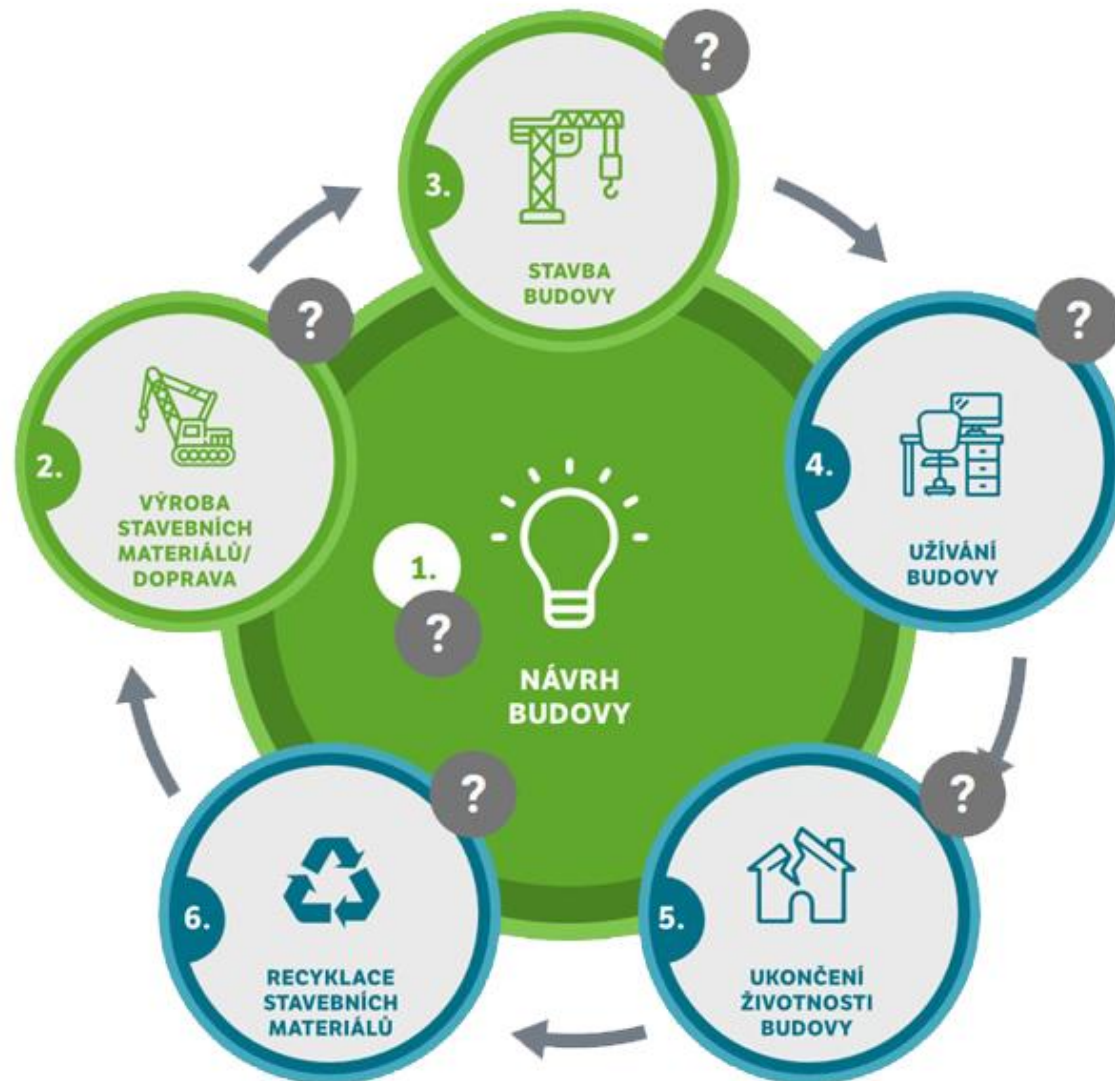 ?
3.
STAVBA
BUDOVY
?
2.
VÝROBA
STAVEBNÍCH
MATERIÁLŮ/
DOPRAVA
?
4.
UŽÍVÁNÍ
BUDOVY
1.
?
NÁVRH
BUDOVY
?
6.
RECYKLACE
STAVEBNÍCH
MATERIÁLŮ
?
5.
UKONČENÍ
ŽIVOTNOSTI
BUDOVY